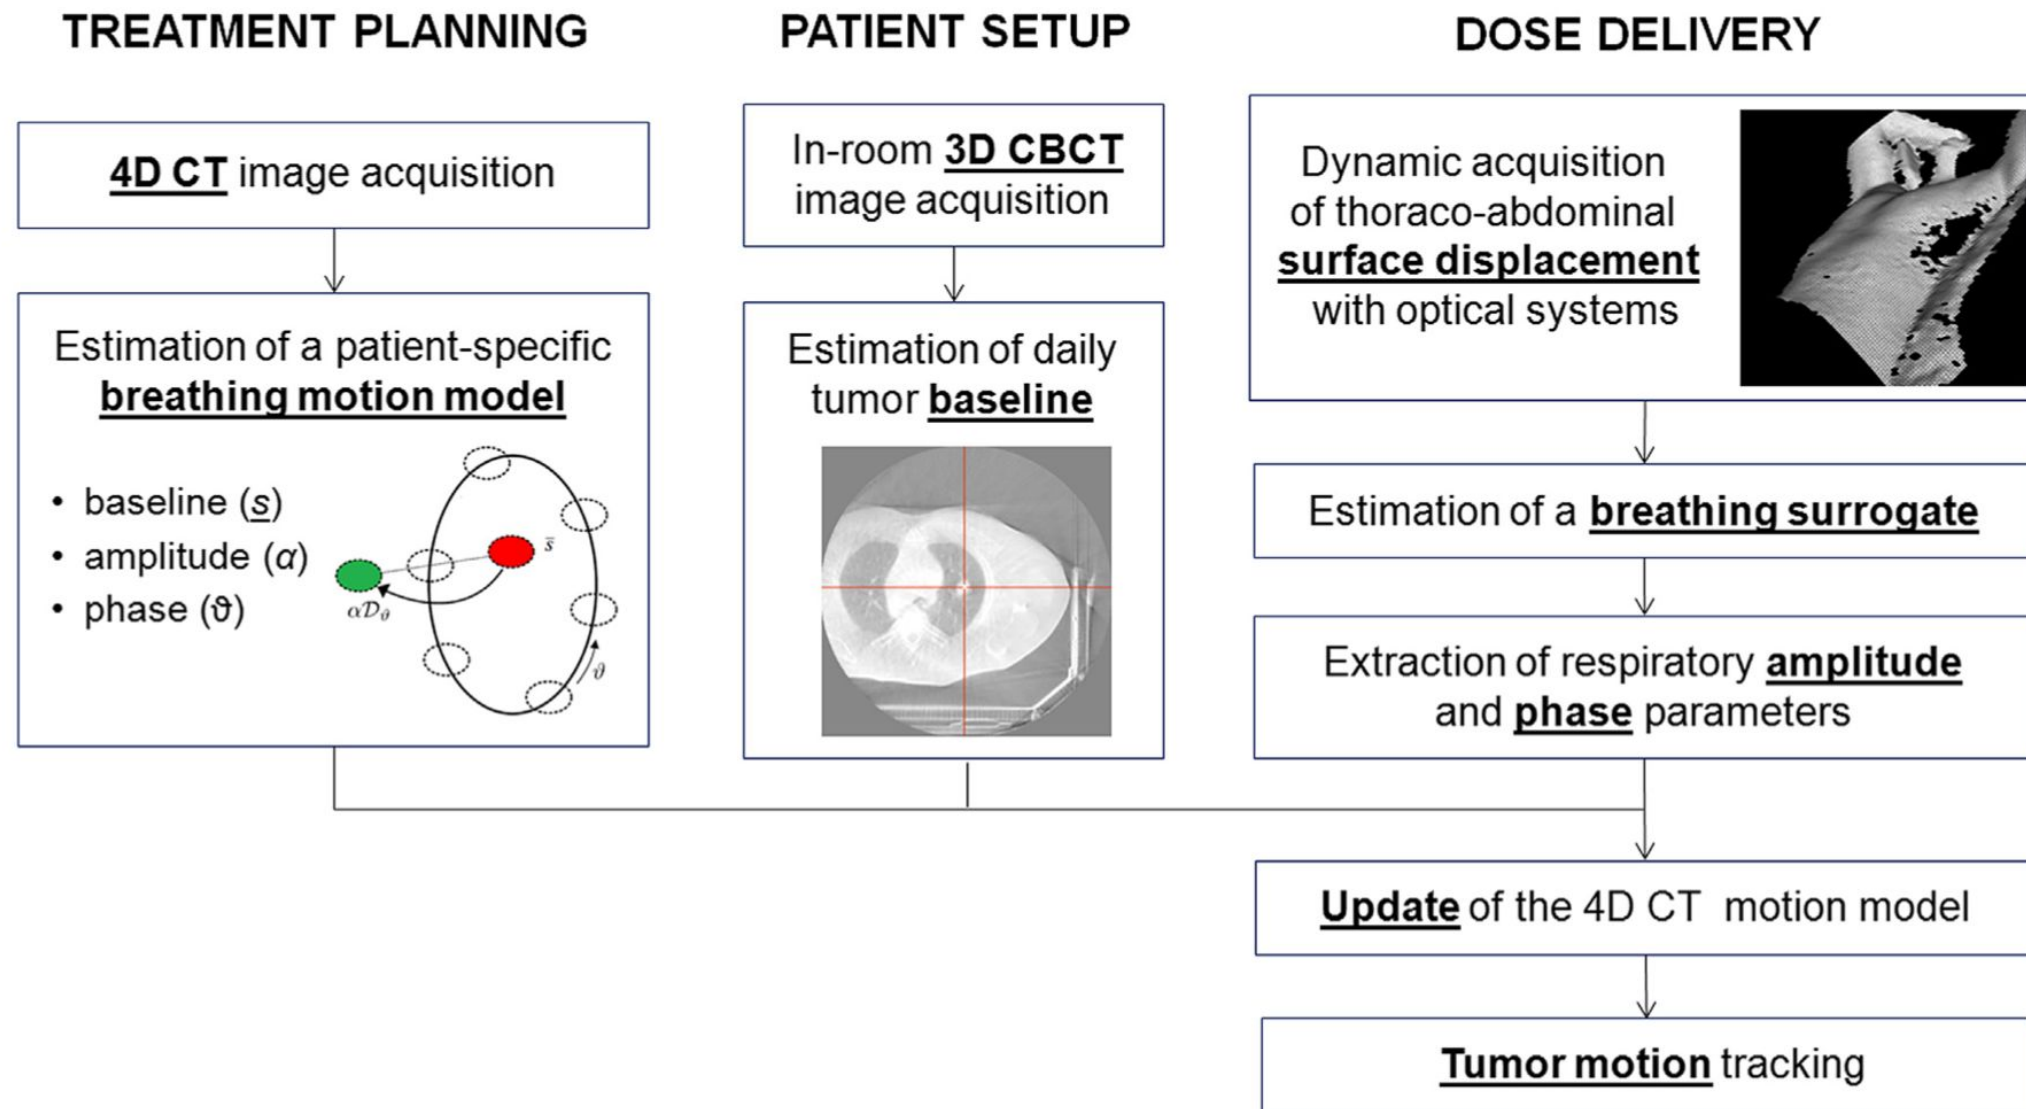 TREATMENT PLANNING
4D CT image acquisition
Estimation of a patient-specific
breathing motion model
• baseline (s)
• amplitude (α)
• phase (ϑ)
s̄
α𝒟ϑ
ϑ
PATIENT SETUP
In-room 3D CBCT
image acquisition
Estimation of daily
tumor baseline
DOSE DELIVERY
Dynamic acquisition
of thoraco-abdominal
surface displacement
with optical systems
Estimation of a breathing surrogate
Extraction of respiratory amplitude
and phase parameters
Update of the 4D CT motion model
Tumor motion tracking